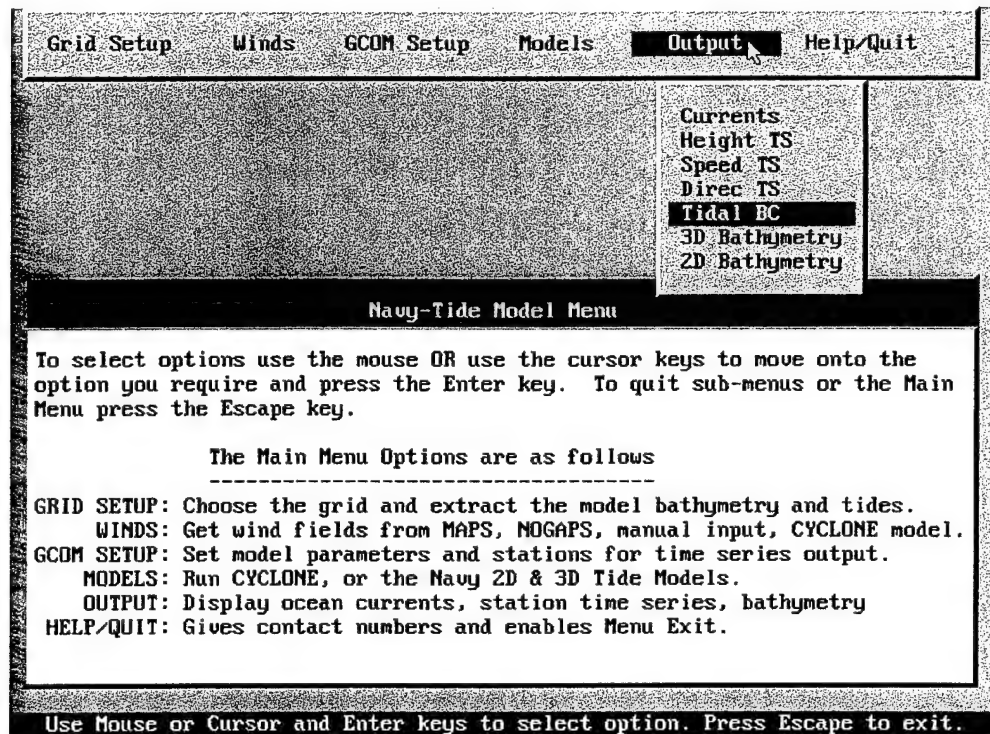 Grid Setup Winds GCOM Setup Models Output Help/Quit
Currents
Height TS
Speed TS
Direc TS
Tidal BC
3D Bathymetry
2D Bathymetry
Navy-Tide Model Menu
To select options use the mouse OR use the cursor keys to move onto the
option you require and press the Enter key. To quit sub-menus or the Main
Menu press the Escape key.
The Main Menu Options are as follows
-------------------------------------
GRID SETUP: Choose the grid and extract the model bathymetry and tides.
WINDS: Get wind fields from MAPS, NOGAPS, manual input, CYCLONE model.
GCOM SETUP: Set model parameters and stations for time series output.
MODELS: Run CYCLONE, or the Navy 2D & 3D Tide Models.
OUTPUT: Display ocean currents, station time series, bathymetry
HELP/QUIT: Gives contact numbers and enables Menu Exit.
Use Mouse or Cursor and Enter keys to select option. Press Escape to exit.